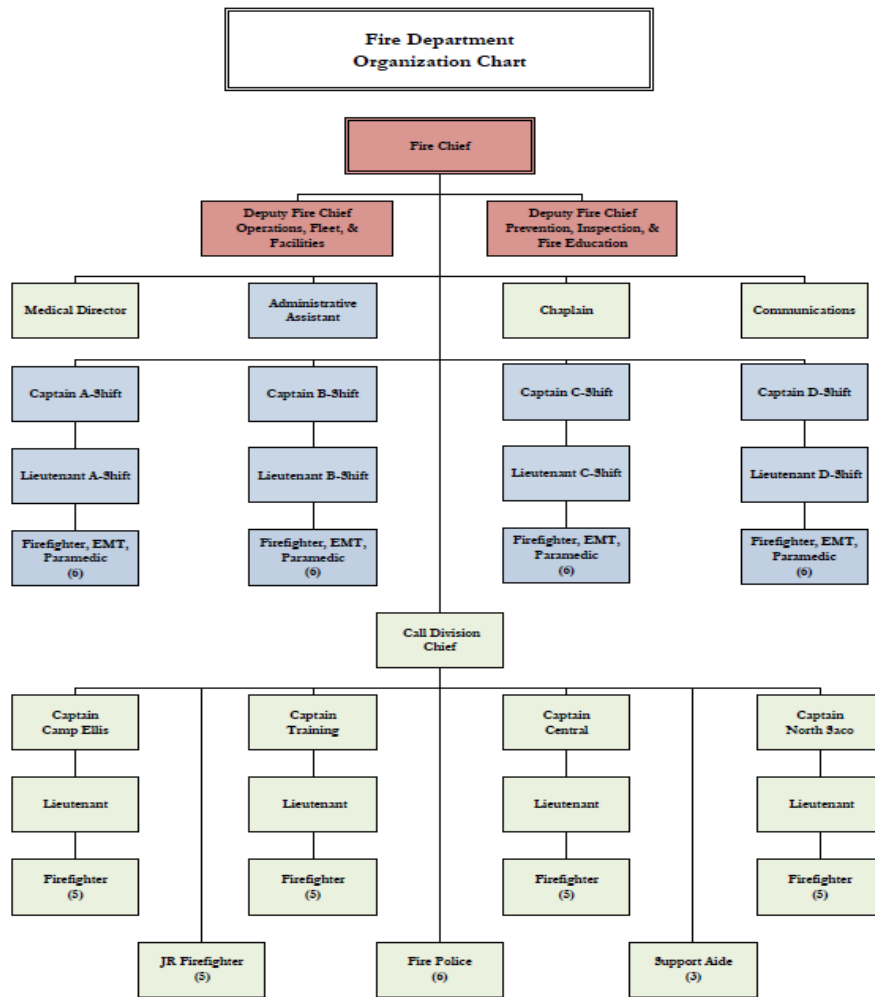 Fire Department
Organization Chart
Fire Chief
Deputy Fire Chief
Operations, Fleet, &
Facilities
Deputy Fire Chief
Prevention, Inspection, &
Fire Education
Medical Director
Administrative
Assistant
Chaplain
Communications
Captain A-Shift
Captain B-Shift
Captain C-Shift
Captain D-Shift
Lieutenant A-Shift
Lieutenant B-Shift
Lieutenant C-Shift
Lieutenant D-Shift
Firefighter, EMT,
Paramedic
(6)
Firefighter, EMT,
Paramedic
(6)
Firefighter, EMT,
Paramedic
(6)
Firefighter, EMT,
Paramedic
(6)
Call Division
Chief
Captain
Camp Ellis
Captain
Training
Captain
Central
Captain
North Saco
Lieutenant
Lieutenant
Lieutenant
Lieutenant
Firefighter
(5)
Firefighter
(5)
Firefighter
(5)
Firefighter
(5)
JR Firefighter
(5)
Fire Police
(6)
Support Aide
(3)